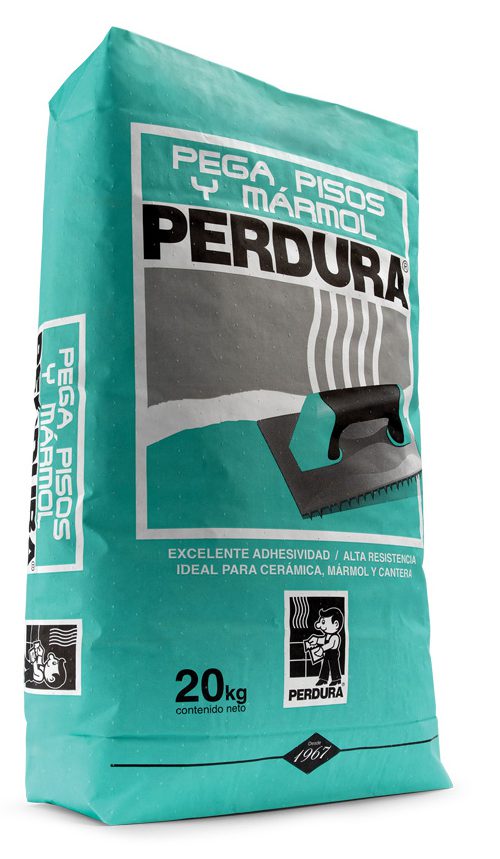 PEGA PISOS
Y MÁRMOL
PERDURA®
EXCELENTE ADHESIVIDAD / ALTA RESISTENCIA
IDEAL PARA CERÁMICA, MÁRMOL Y CANTERA
20kg
contenido neto
PERDURA
Desde
1967
PEGA PISOS
Y MÁRMOL
PERDURA®